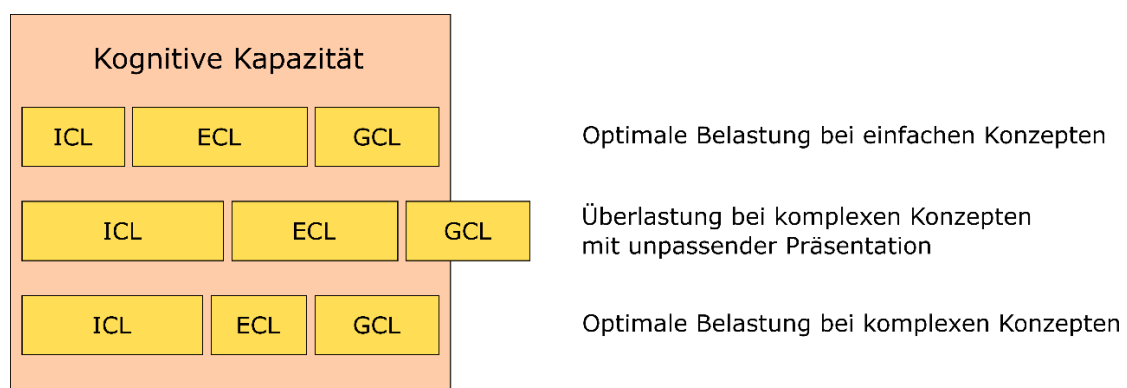 Kognitive Kapazität
ICL ECL GCL Optimale Belastung bei einfachen Konzepten
ICL ECL GCL Überlastung bei komplexen Konzepten
mit unpassender Präsentation
ICL ECL GCL Optimale Belastung bei komplexen Konzepten